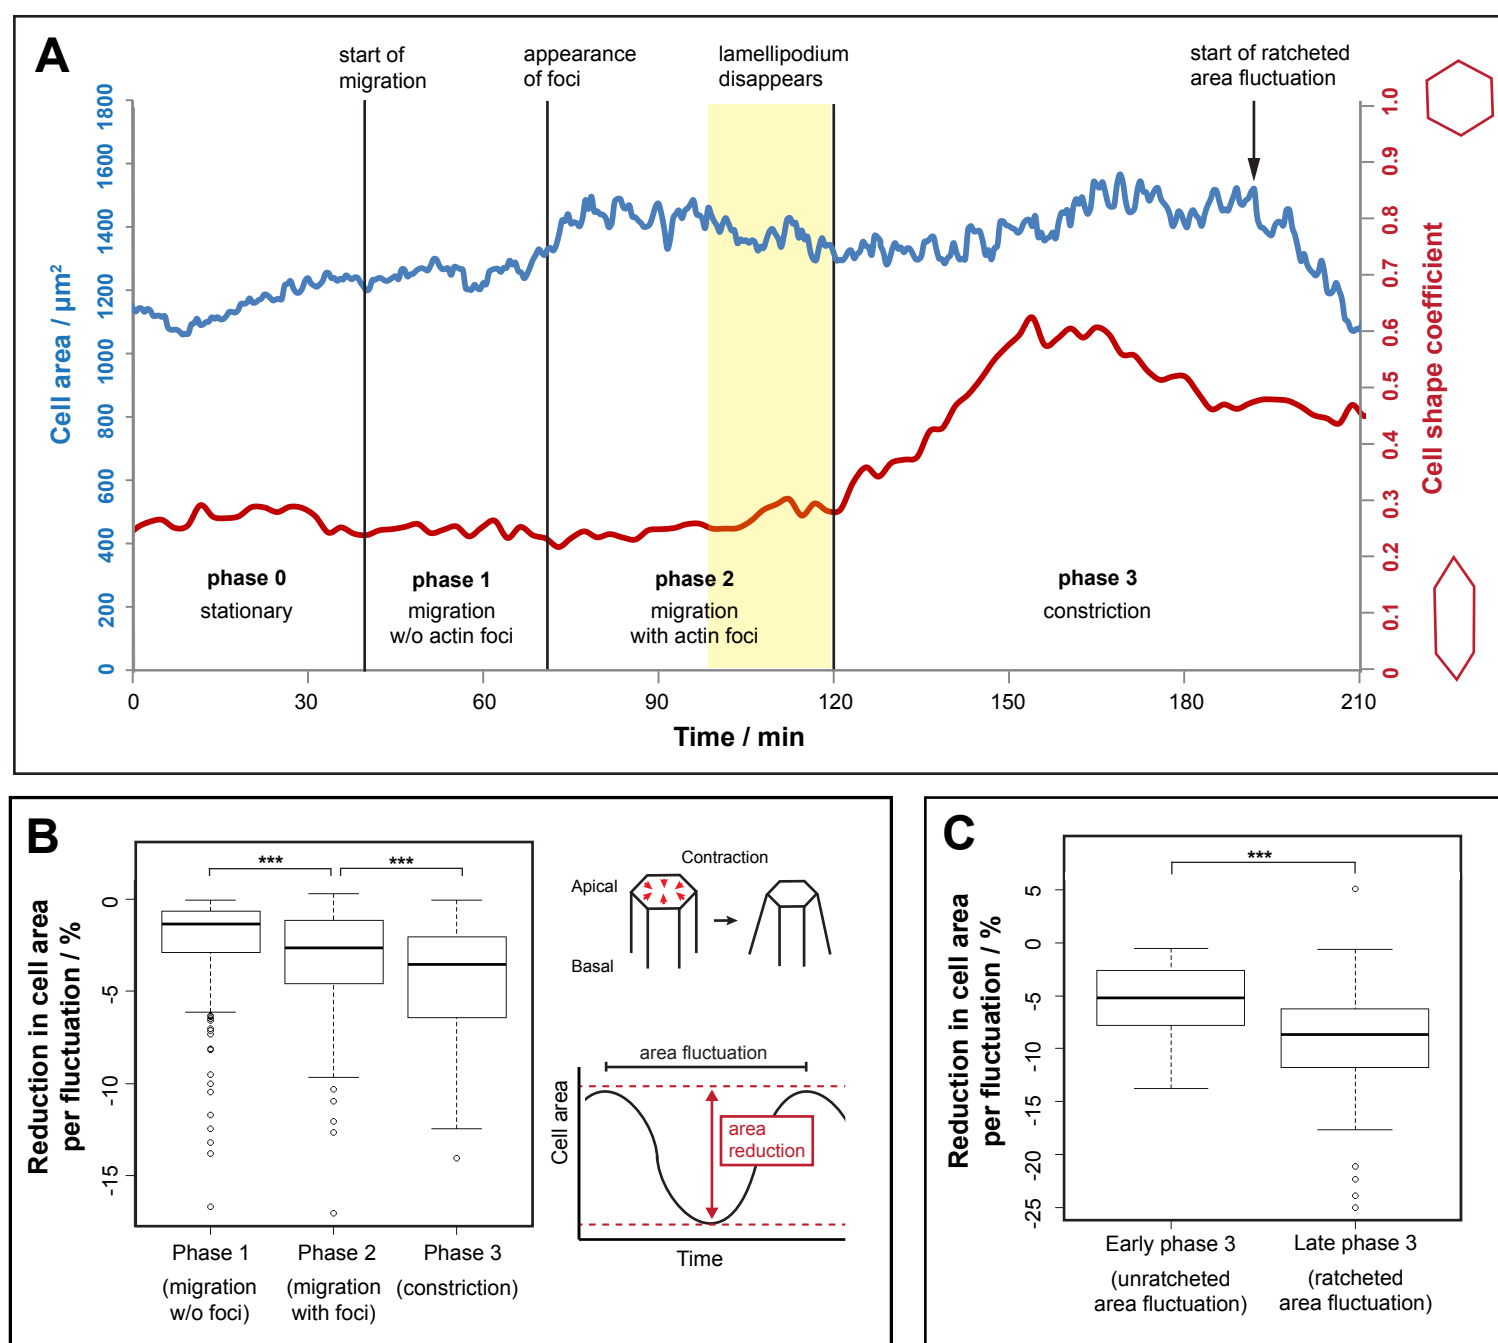 A
start of
migration
appearance
of foci
lamellipodium
disappears
start of ratcheted
area fluctuation
Cell area / μm²
1800
1600
1400
1200
1000
800
600
400
200
0
Cell shape coefficient
1.0
0.9
0.8
0.7
0.6
0.5
0.4
0.3
0.2
0.1
0
phase 0
stationary
phase 1
migration
w/o actin foci
phase 2
migration
with actin foci
phase 3
constriction
0 30 60 90 120 150 180 210
Time / min
B
Reduction in cell area
per fluctuation / %
0
-5
-10
-15
*** ***
Phase 1
(migration
w/o foci)
Phase 2
(migration
with foci)
Phase 3
(constriction)
Contraction
Apical
Basal
area fluctuation
Cell area
area
reduction
Time
C
Reduction in cell area
per fluctuation / %
5
0
-5
-10
-15
-20
-25
***
Early phase 3
(unratcheted
area fluctuation)
Late phase 3
(ratcheted
area fluctuation)